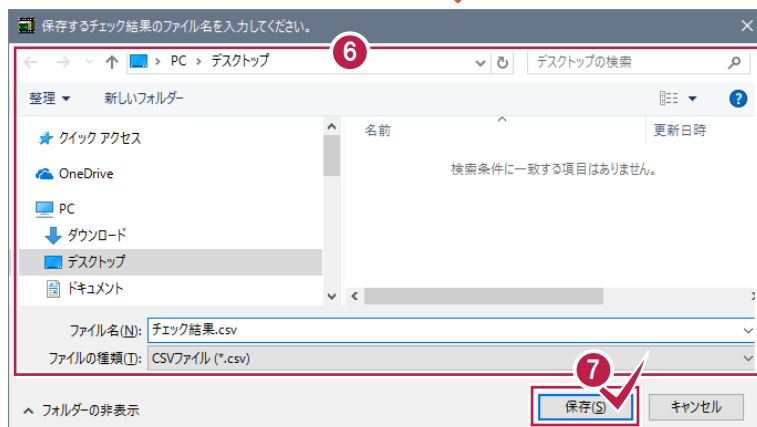 保存するチェック結果のファイル名を入力してください。
6
PC › デスクトップ
デスクトップの検索
整理 新しいフォルダー
名前 更新日時
クイック アクセス
検索条件に一致する項目はありません。
OneDrive
PC
ダウンロード
デスクトップ
ドキュメント
ファイル名(N): チェック結果.csv
ファイルの種類(T): CSVファイル (*.csv)
7
フォルダーの非表示
保存(S) キャンセル